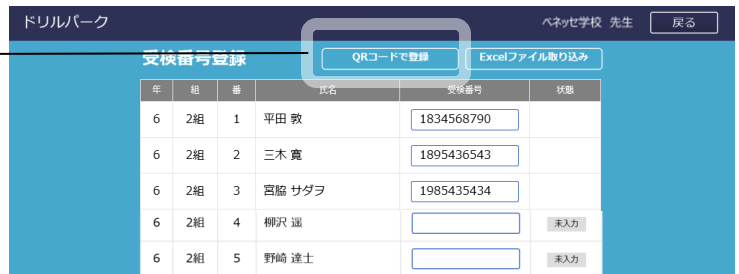 ドリルパーク ベネッセ学校 先生 戻る
受検番号登録 QRコードで登録 Excelファイル取り込み
年 組 番 氏名 受検番号 状態
6 2組 1 平田 敦 1834568790
6 2組 2 三木 寛 1895436543
6 2組 3 宮脇 サダヲ 1985435434
6 2組 4 柳沢 遥 未入力
6 2組 5 野崎 達士 未入力